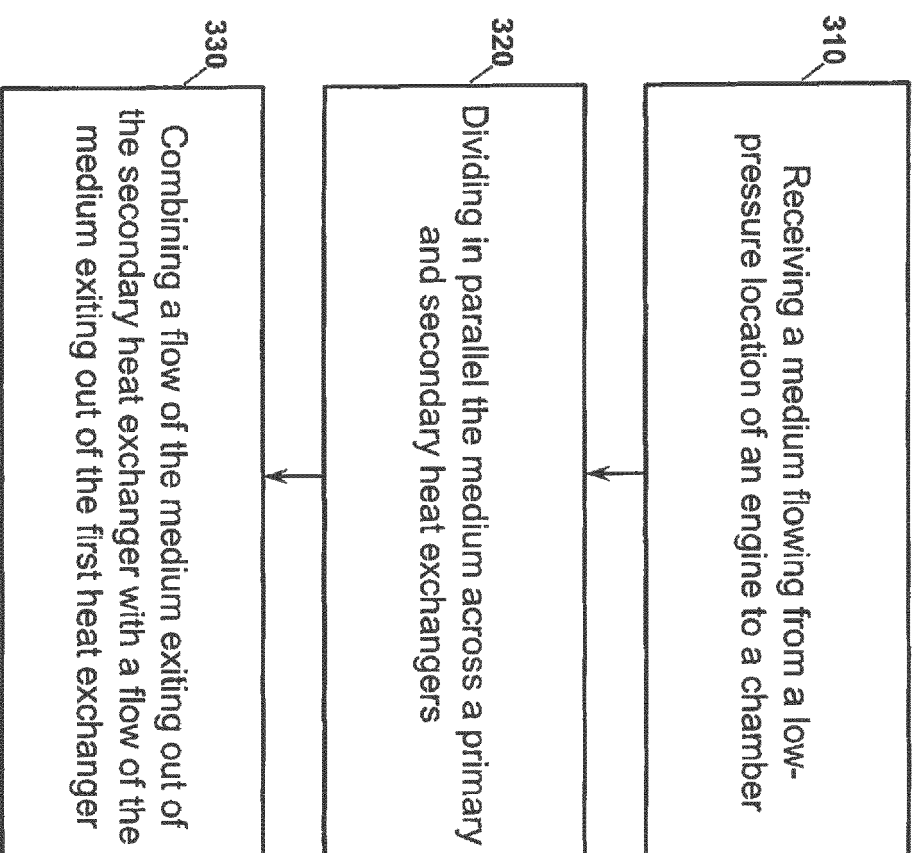 310
Receiving a medium flowing from a low-
pressure location of an engine to a chamber
320
Dividing in parallel the medium across a primary
and secondary heat exchangers
330
Combining a flow of the medium exiting out of
the secondary heat exchanger with a flow of the
medium exiting out of the first heat exchanger